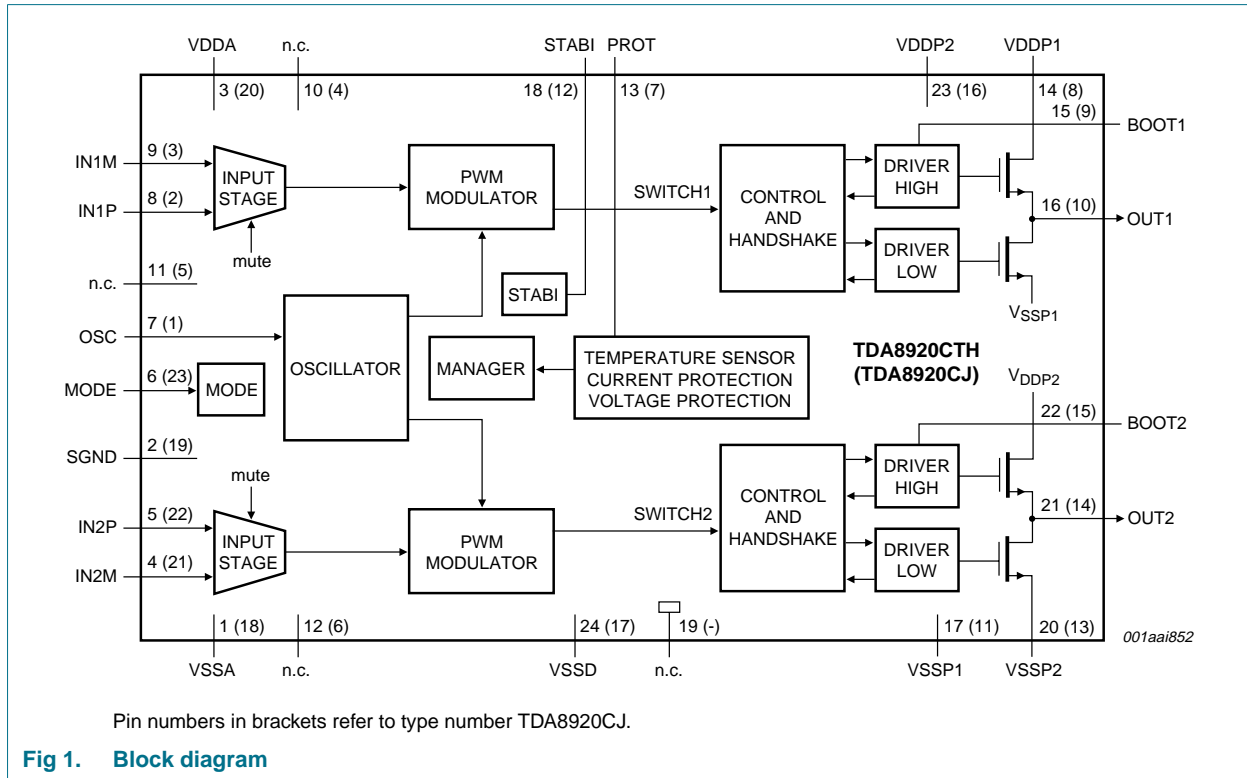 VDDA n.c. STABI PROT VDDP2 VDDP1
3 (20) 10 (4) 18 (12) 13 (7) 23 (16) 14 (8)
15 (9) BOOT1
IN1M 9 (3)
INPUT
STAGE
PWM
MODULATOR
SWITCH1
CONTROL
AND
HANDSHAKE
DRIVER
HIGH
IN1P 8 (2)
16 (10) OUT1
mute
DRIVER
LOW
n.c. 11 (5)
STABI
VSSP1
OSC 7 (1)
OSCILLATOR
MANAGER
TEMPERATURE SENSOR
CURRENT PROTECTION
VOLTAGE PROTECTION
TDA8920CTH
(TDA8920CJ)
MODE 6 (23)
MODE
VDDP2
22 (15) BOOT2
SGND 2 (19)
mute
DRIVER
HIGH
IN2P 5 (22)
INPUT
STAGE
PWM
MODULATOR
SWITCH2
CONTROL
AND
HANDSHAKE
21 (14) OUT2
DRIVER
LOW
IN2M 4 (21)
1 (18) 12 (6) 24 (17) 19 (-) 17 (11) 20 (13)
001aai852
VSSA n.c. VSSD n.c. VSSP1 VSSP2
Pin numbers in brackets refer to type number TDA8920CJ.
Fig 1. Block diagram